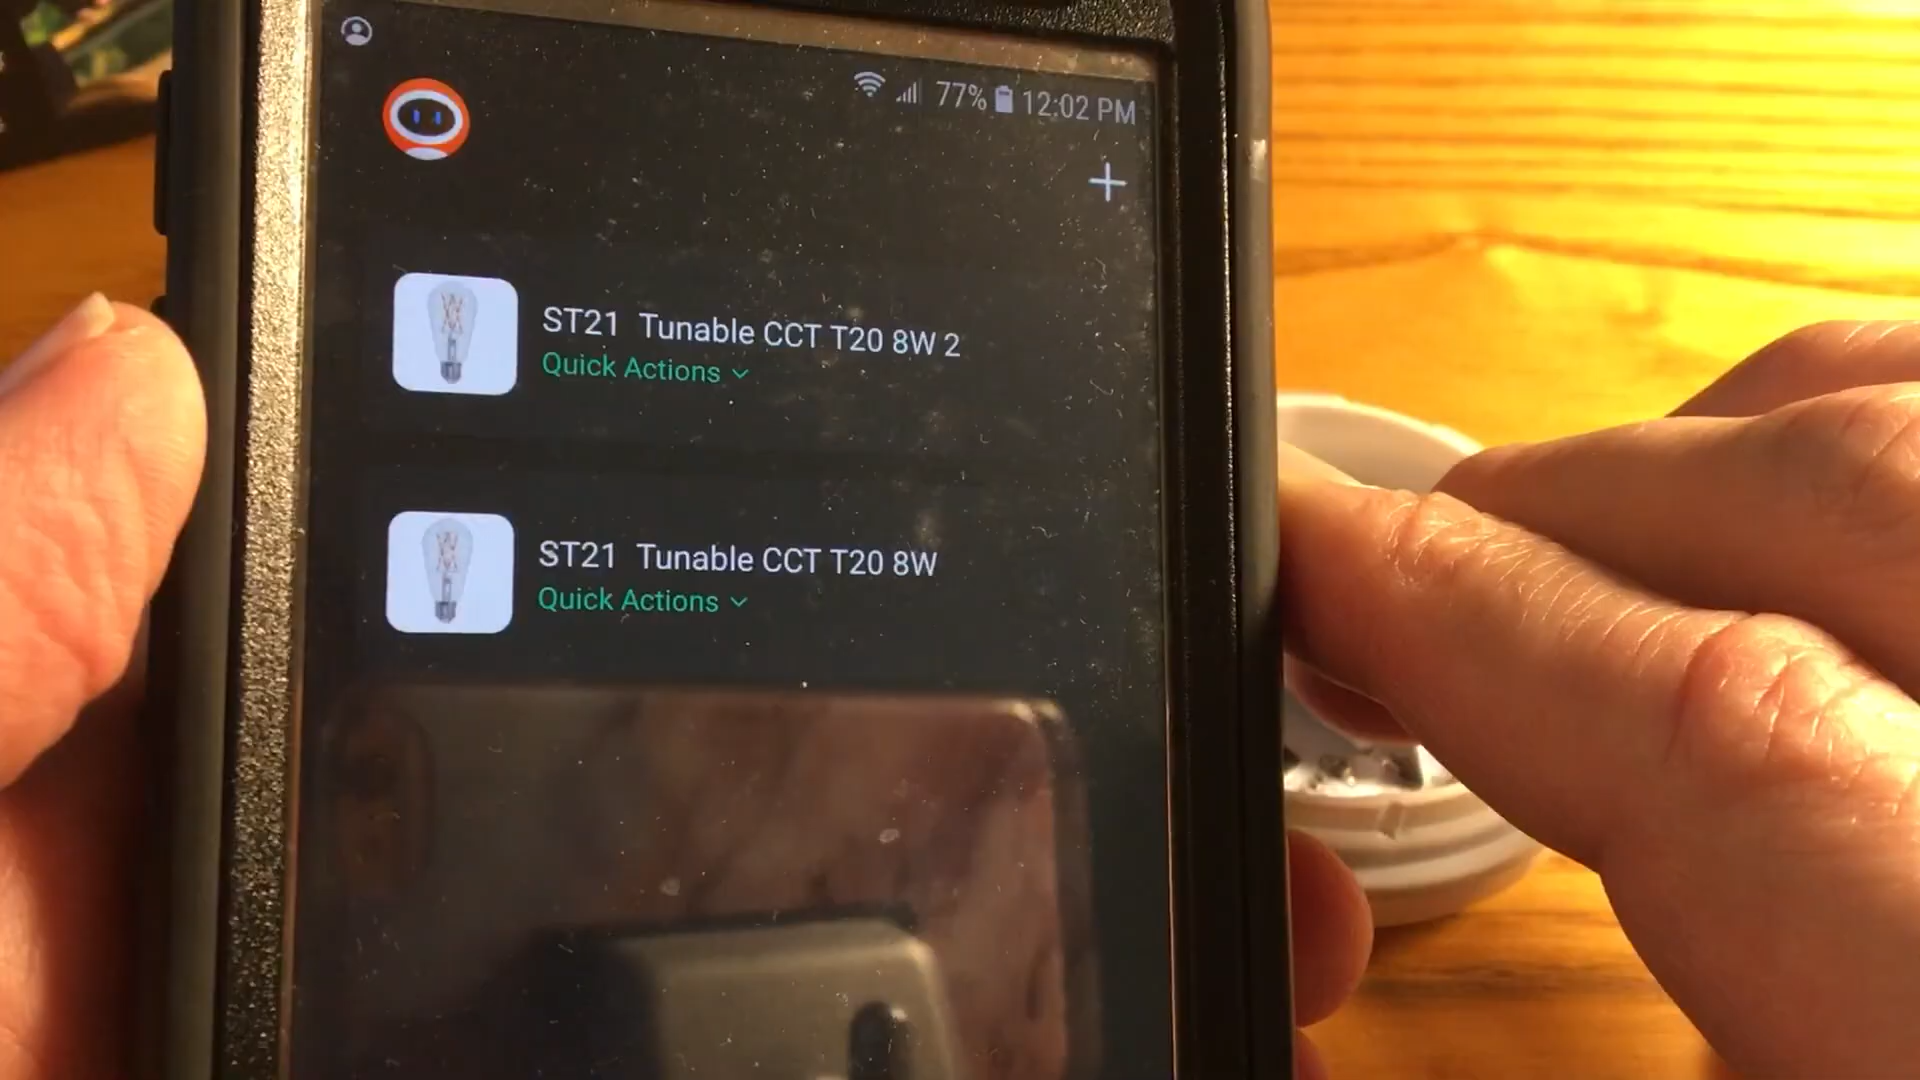 77% 12:02 PM
ST21 Tunable CCT T20 8W 2
Quick Actions
ST21 Tunable CCT T20 8W
Quick Actions